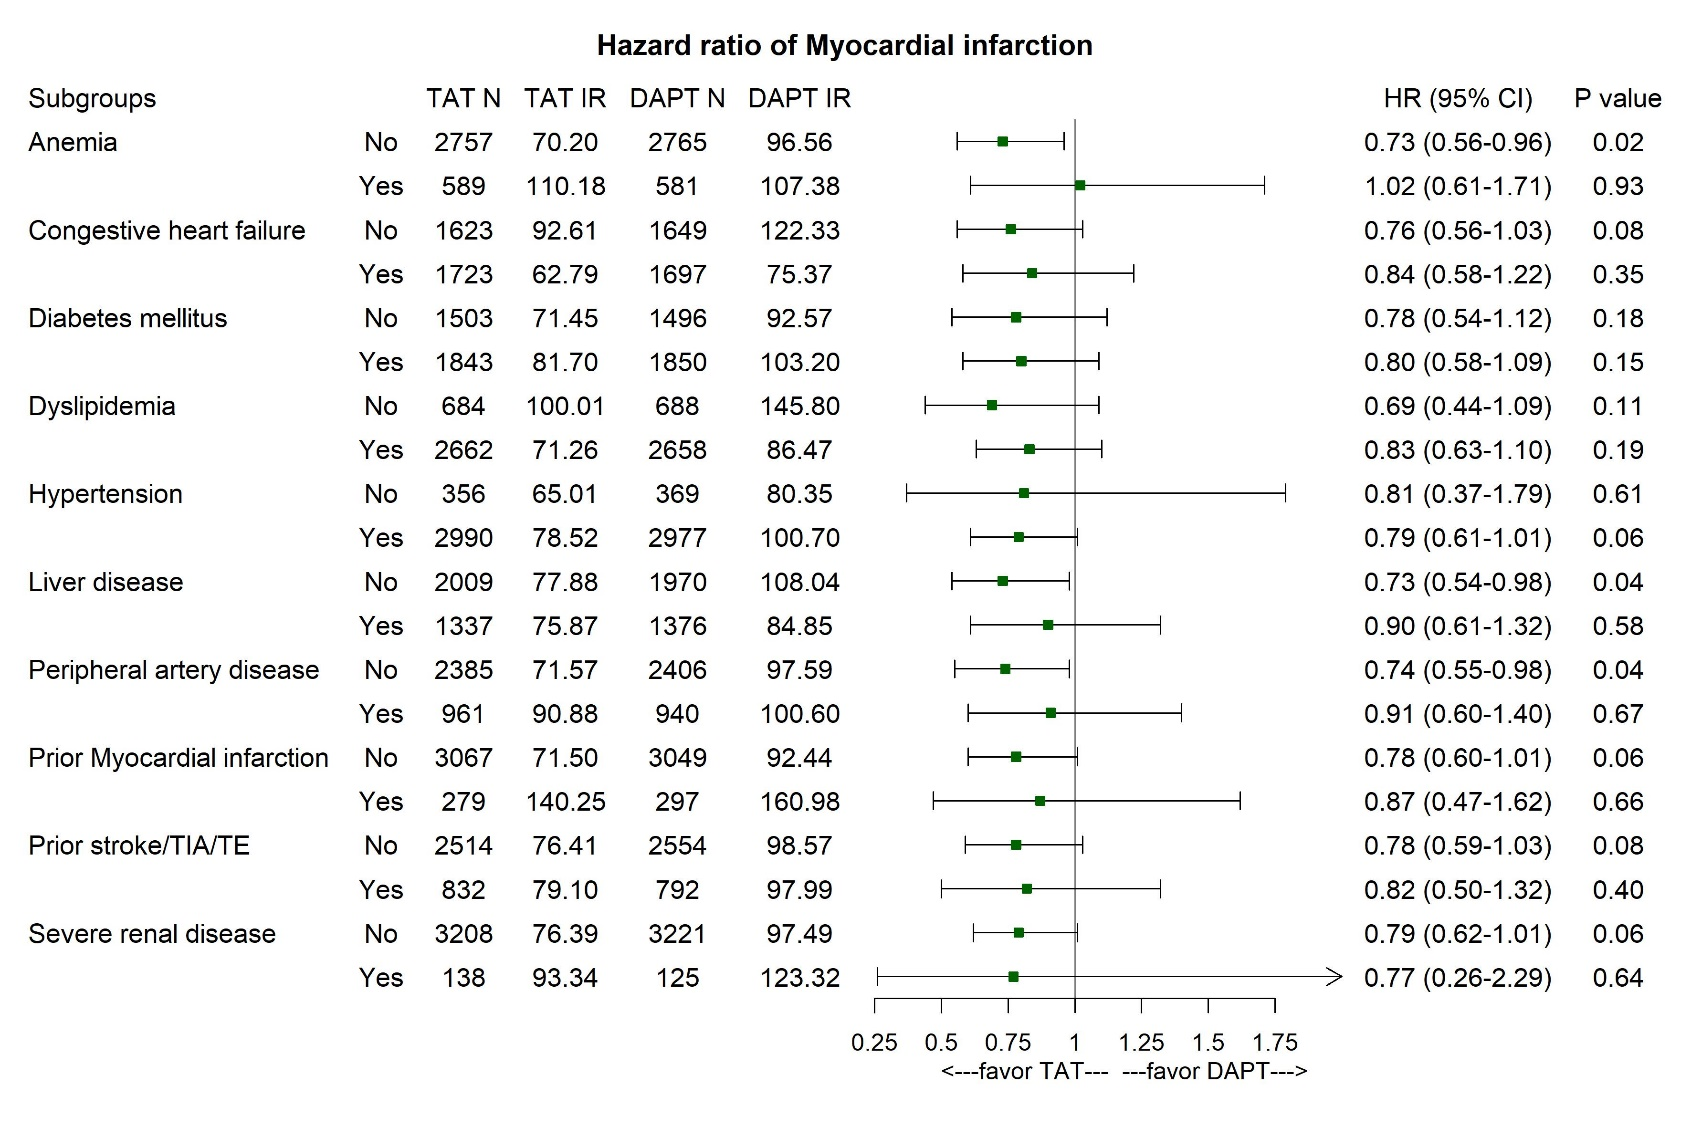 Hazard ratio of Myocardial infarction
Subgroups TAT N TAT IR DAPT N DAPT IR HR (95% CI) P value
Anemia No 2757 70.20 2765 96.56 0.73 (0.56-0.96) 0.02
Yes 589 110.18 581 107.38 1.02 (0.61-1.71) 0.93
Congestive heart failure No 1623 92.61 1649 122.33 0.76 (0.56-1.03) 0.08
Yes 1723 62.79 1697 75.37 0.84 (0.58-1.22) 0.35
Diabetes mellitus No 1503 71.45 1496 92.57 0.78 (0.54-1.12) 0.18
Yes 1843 81.70 1850 103.20 0.80 (0.58-1.09) 0.15
Dyslipidemia No 684 100.01 688 145.80 0.69 (0.44-1.09) 0.11
Yes 2662 71.26 2658 86.47 0.83 (0.63-1.10) 0.19
Hypertension No 356 65.01 369 80.35 0.81 (0.37-1.79) 0.61
Yes 2990 78.52 2977 100.70 0.79 (0.61-1.01) 0.06
Liver disease No 2009 77.88 1970 108.04 0.73 (0.54-0.98) 0.04
Yes 1337 75.87 1376 84.85 0.90 (0.61-1.32) 0.58
Peripheral artery disease No 2385 71.57 2406 97.59 0.74 (0.55-0.98) 0.04
Yes 961 90.88 940 100.60 0.91 (0.60-1.40) 0.67
Prior Myocardial infarction No 3067 71.50 3049 92.44 0.78 (0.60-1.01) 0.06
Yes 279 140.25 297 160.98 0.87 (0.47-1.62) 0.66
Prior stroke/TIA/TE No 2514 76.41 2554 98.57 0.78 (0.59-1.03) 0.08
Yes 832 79.10 792 97.99 0.82 (0.50-1.32) 0.40
Severe renal disease No 3208 76.39 3221 97.49 0.79 (0.62-1.01) 0.06
Yes 138 93.34 125 123.32 0.77 (0.26-2.29) 0.64
0.25 0.5 0.75 1 1.25 1.5 1.75
<---favor TAT--- ---favor DAPT--->